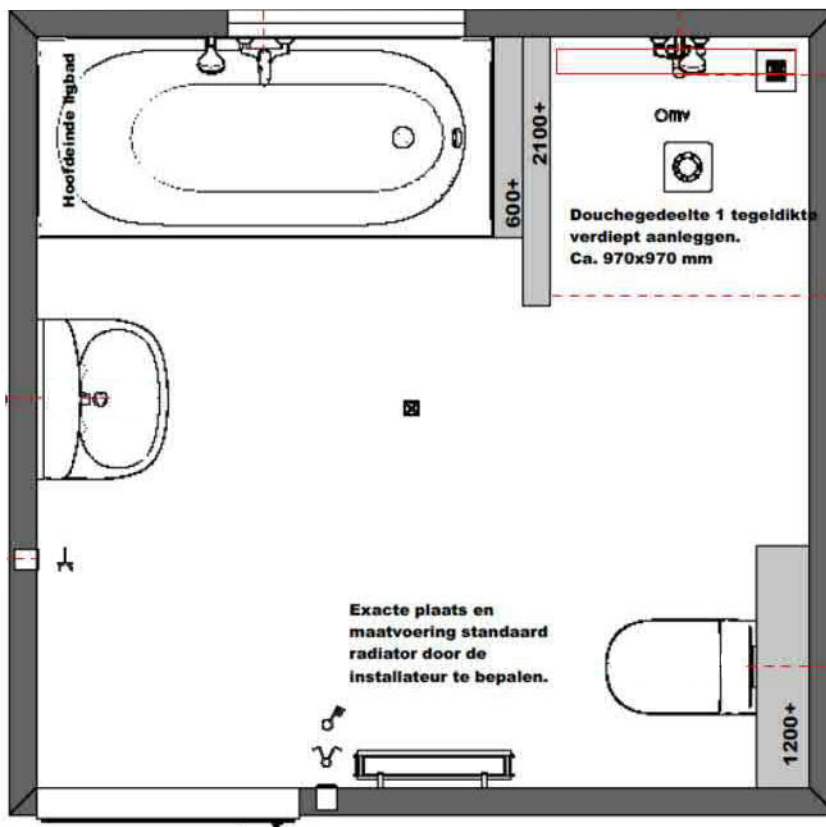 Hoofdeinde ligbad
600+
2100+
Douchegedeelte 1 tegeldikte
verdiept aanleggen.
Ca. 970x970 mm
Exacte plaats en
maatvoering standaard
radiator door de
installateur te bepalen.
1200+